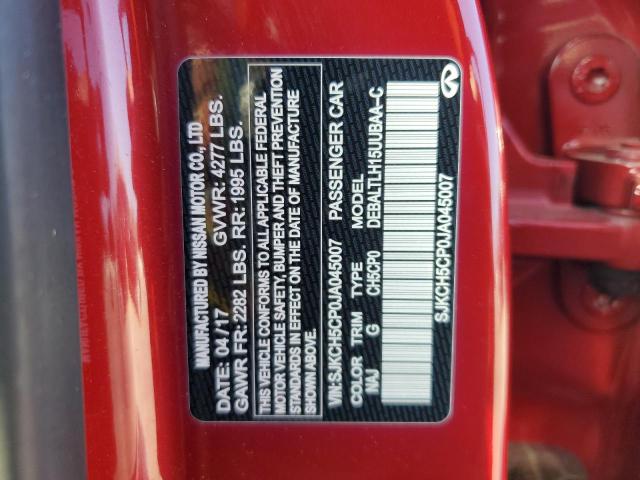 MANUFACTURED BY NISSAN MOTOR CO., LTD
DATE: 04/17 GVWR: 4277 LBS.
GAWR FR: 2282 LBS. RR: 1995 LBS.
THIS VEHICLE CONFORMS TO ALL APPLICABLE FEDERAL
MOTOR VEHICLE SAFETY, BUMPER AND THEFT PREVENTION
STANDARDS IN EFFECT ON THE DATE OF MANUFACTURE
SHOWN ABOVE.
VIN: SJKCH5CP0JA045007 PASSENGER CAR
COLOR TRIM TYPE MODEL
NAJ G CH5CP0 DEBALTLH15UUBAA-C
SJKCH5CP0JA045007